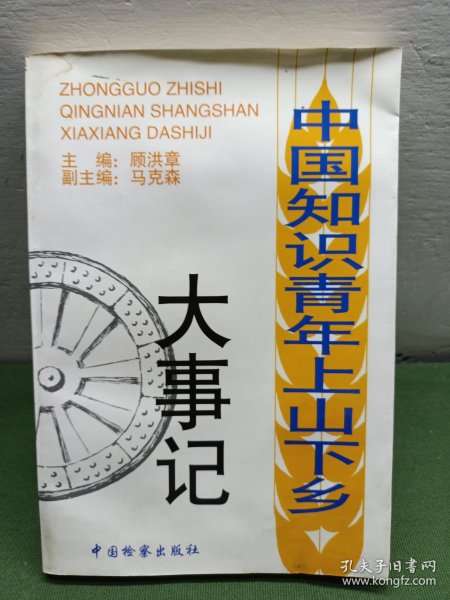 ZHONGGUO ZHISHI
QINGNIAN SHANGSHAN
XIAXIANG DASHIJI
主 编：顾洪章
副主编：马克森
中国知识青年上山下乡
大事记
中国检察出版社
孔夫子旧书网
www.kongfz.com